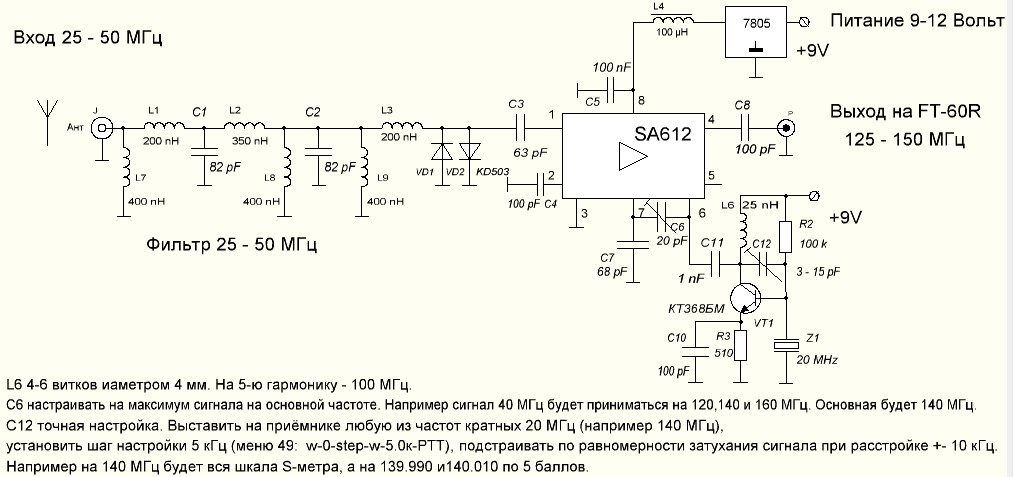 Вход 25 - 50 МГц
L4
100 µH
7805
Питание 9-12 Вольт
+9V
100 nF
C5
8
Выход на FT-60R
125 - 150 МГц
Ант
J
L1
200 nH
C1
82 pF
L2
350 nH
C2
82 pF
L3
200 nH
L7
400 nH
L8
400 nH
L9
400 nH
VD1
VD2
KD503
C3
63 pF
1
SA612
4
C8
100 pF
P
2
100 pF
C4
3
5
7
6
C6
20 pF
C7
68 pF
C11
1 nF
L6
25 nH
+9V
R2
100 k
C12
3 - 15 pF
КТ368БМ
VT1
C10
100 pF
R3
510
Z1
20 MHz
Фильтр 25 - 50 МГц
L6 4-6 витков иаметром 4 мм. На 5-ю гармонику - 100 МГц.
C6 настраивать на максимум сигнала на основной частоте. Например сигнал 40 МГц будет приниматься на 120,140 и 160 МГц. Основная будет 140 МГц.
C12 точная настройка. Выставить на приёмнике любую из частот кратных 20 МГц (например 140 МГц),
установить шаг настройки 5 кГц (меню 49: w-0-step-w-5.0к-PTT), подстраивать по равномерности затухания сигнала при расстройке +- 10 кГц.
Например на 140 МГц будет вся шкала S-метра, а на 139.990 и140.010 по 5 баллов.